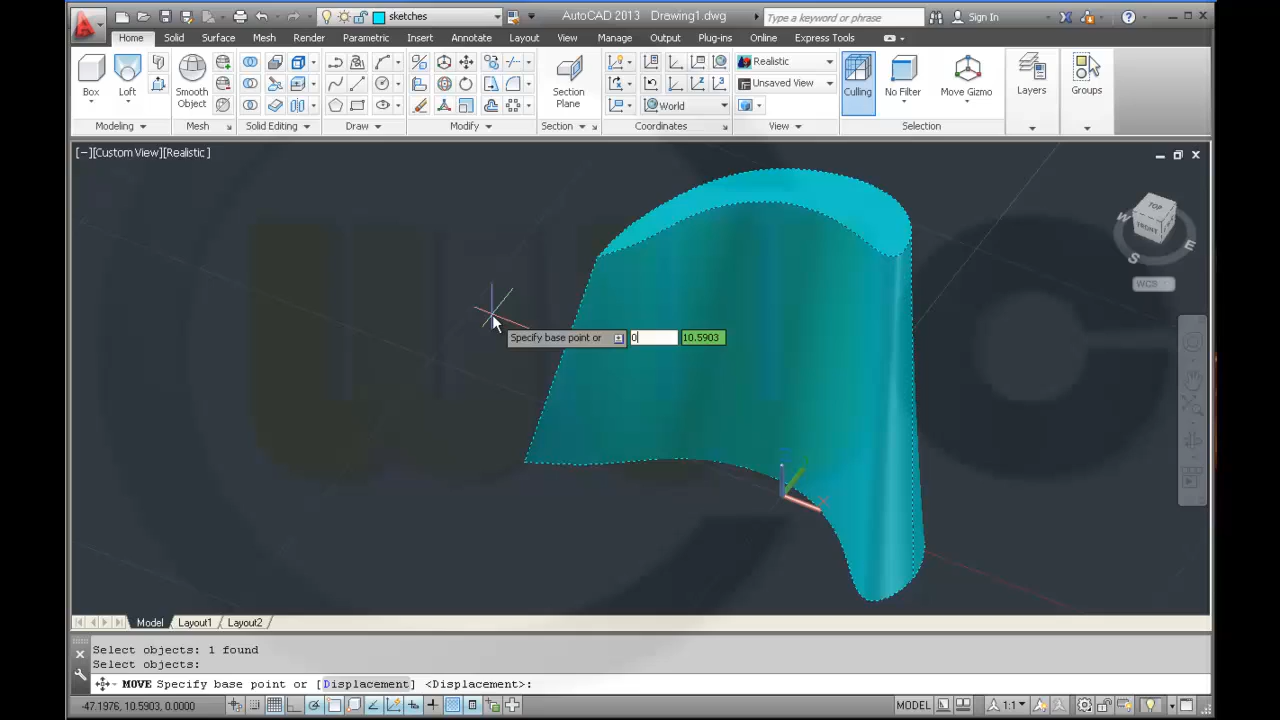 AutoCAD 2013 Drawing1.dwg
sketches
Type a keyword or phrase
Sign In
Home Solid Surface Mesh Render Parametric Insert Annotate Layout View Manage Output Plug-ins Online Express Tools
Box
Loft
Smooth
Object
Section
Plane
Realistic
Unsaved View
World
Culling
No Filter
Move Gizmo
Layers
Groups
Modeling
Mesh
Solid Editing
Draw
Modify
Section
Coordinates
View
Selection
[−][Custom View][Realistic ]
TOP
FRONT
W
S
E
WCS
Specify base point or
0
10.5903
Model Layout1 Layout2
Select objects: 1 found
Select objects:
MOVE Specify base point or [Displacement] <Displacement>:
-47.1976, 10.5903, 0.0000
MODEL
1:1